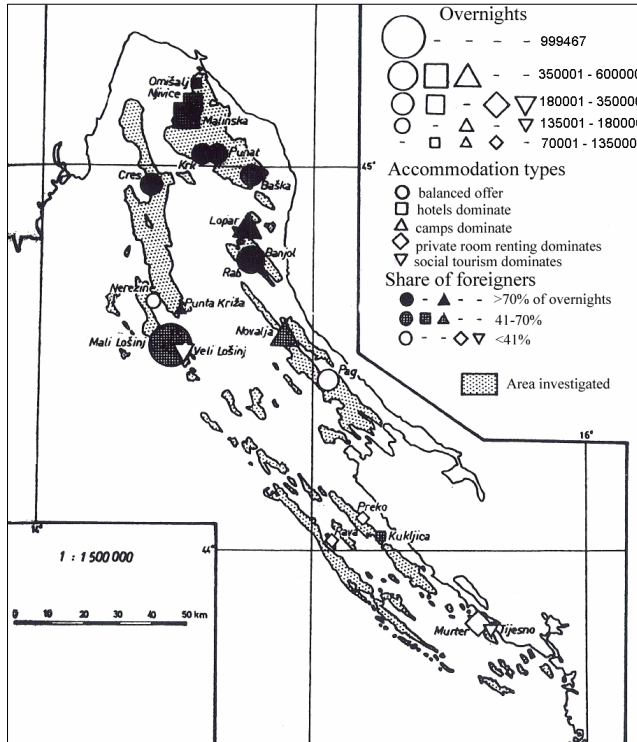 Overnights
- - - - 999467
- - 350001 - 600000
- 180001 - 350000
- - 135001 - 180000
- 70001 - 135000
Accommodation types
balanced offer
hotels dominate
camps dominate
private room renting dominates
social tourism dominates
Share of foreigners
- - - >70% of overnights
- - 41-70%
- - <41%
Area investigated
Omišalj
Njivice
Malinska
Krk
Punat
45°
Cres
Baška
Lopar
Banjol
Rab
Nerezine
Punta Križa
Mali Lošinj
Veli Lošinj
Novalja
Pag
16°
Preko
14°
Rava
Kukljica
44°
1 : 1 500 000
0 10 20 30 40 50 km
Murter
Tijesno